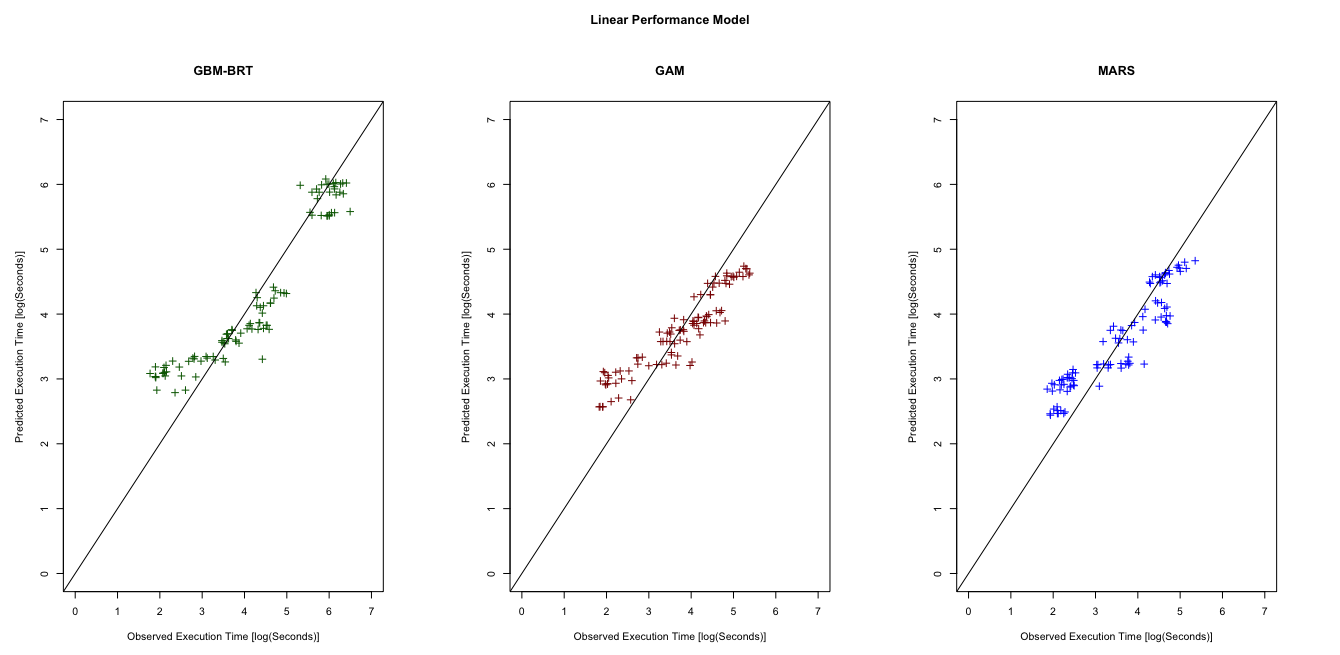 Linear Performance Model
GBM-BRT
7
6
5
4
3
2
1
0
Predicted Execution Time [log(Seconds)]
0 1 2 3 4 5 6 7
Observed Execution Time [log(Seconds)]
GAM
7
6
5
4
3
2
1
0
Predicted Execution Time [log(Seconds)]
0 1 2 3 4 5 6 7
Observed Execution Time [log(Seconds)]
MARS
7
6
5
4
3
2
1
0
Predicted Execution Time [log(Seconds)]
0 1 2 3 4 5 6 7
Observed Execution Time [log(Seconds)]